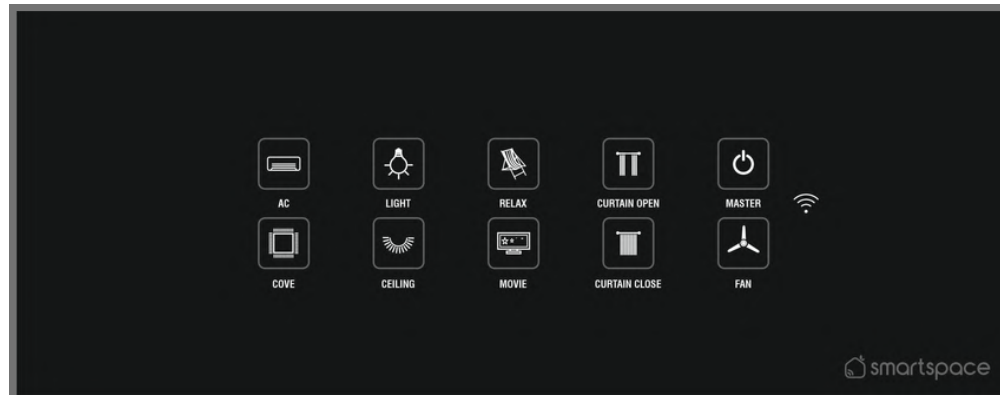 AC LIGHT RELAX CURTAIN OPEN MASTER
COVE CEILING MOVIE CURTAIN CLOSE FAN
smartspace